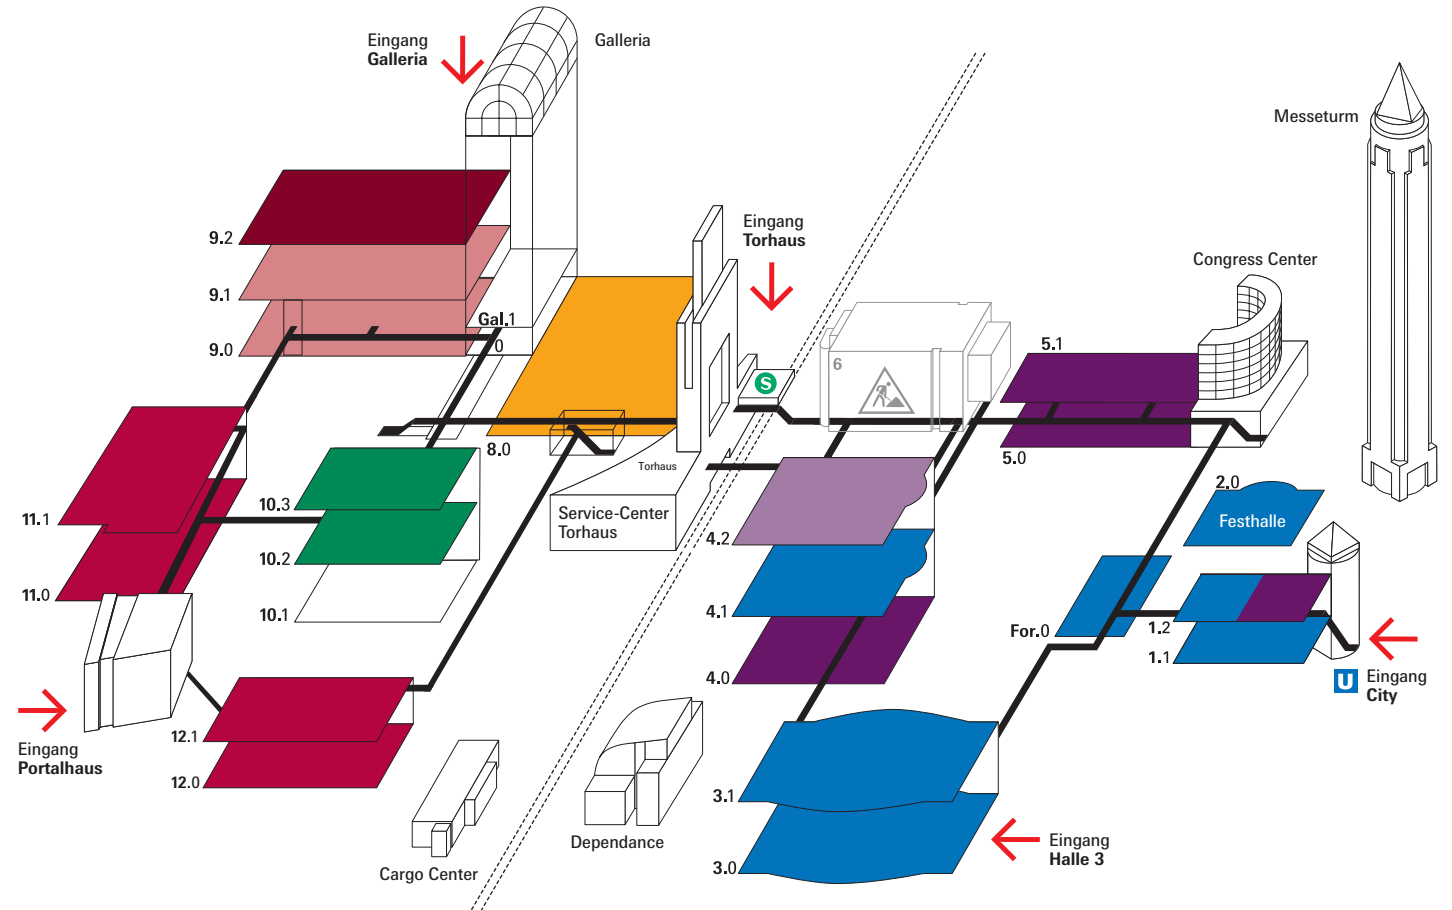 Eingang
Galleria
Galleria
Messeturm
Eingang
Torhaus
Congress Center
9.2
9.1
9.0
Gal.1
0
6
S
5.1
5.0
8.0
Torhaus
Service-Center
Torhaus
11.1
11.0
10.3
10.2
10.1
4.2
4.1
4.0
2.0
Festhalle
For.0
1.2
1.1
U
Eingang
City
Eingang
Portalhaus
12.1
12.0
Cargo Center
Dependance
3.1
3.0
Eingang
Halle 3